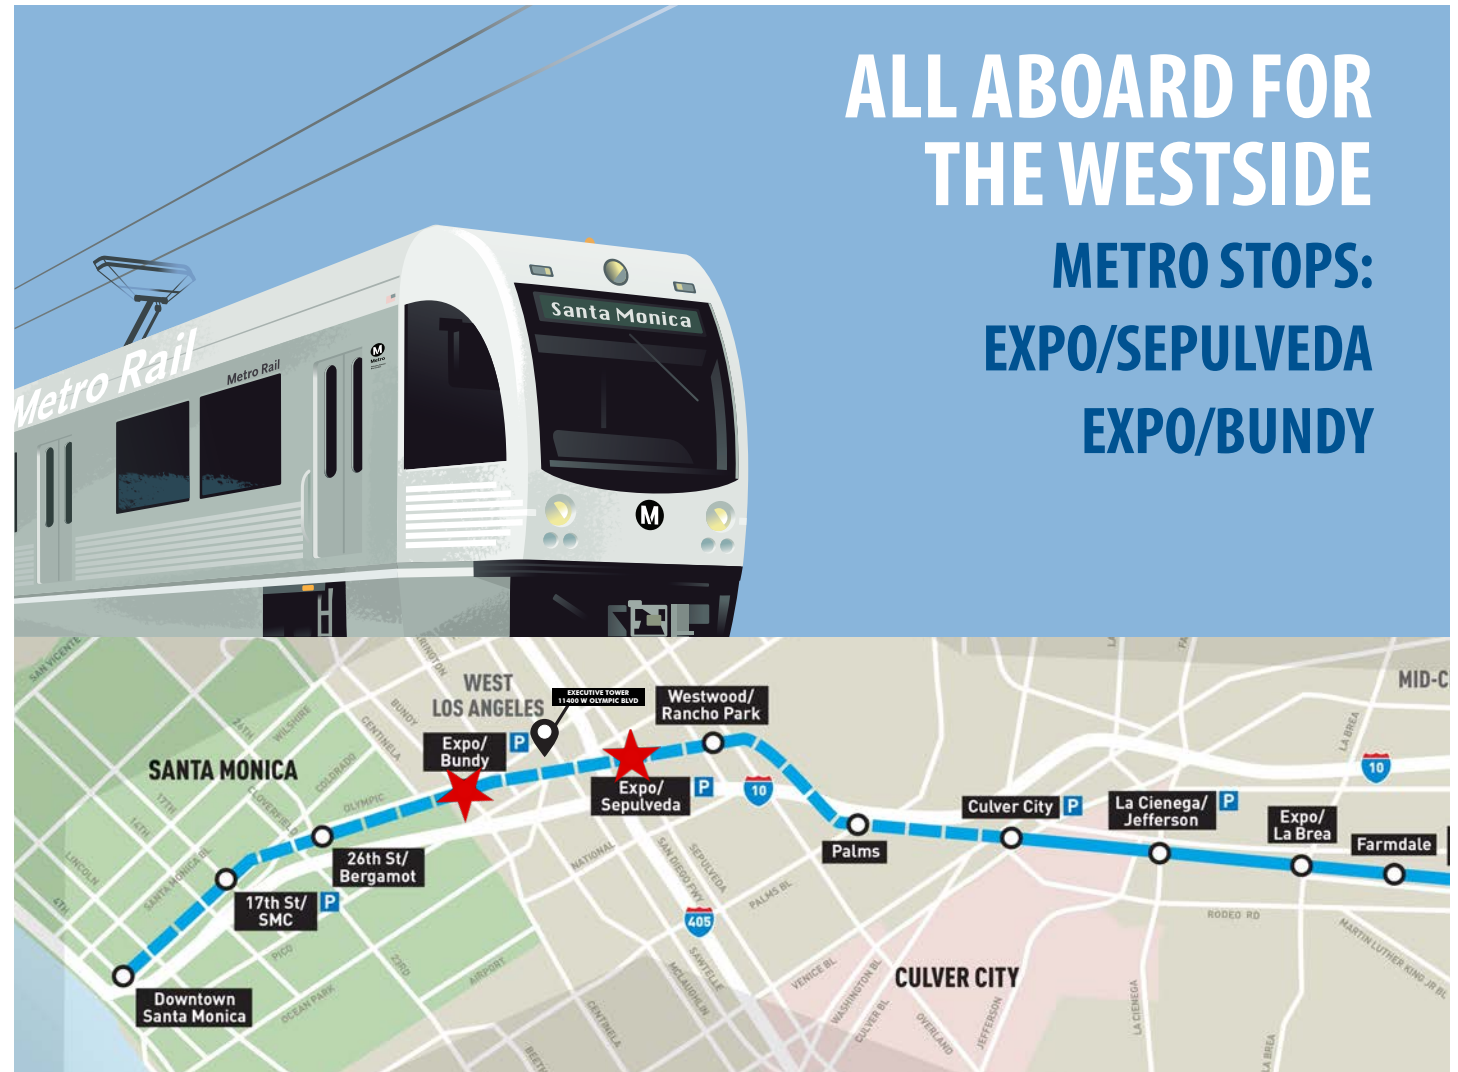 ALL ABOARD FOR
THE WESTSIDE
METRO STOPS:
EXPO/SEPULVEDA
EXPO/BUNDY
Santa Monica
Metro Rail
Metro Rail
M
Metro
M
SAN VICENTE
26TH
WILSHIRE
BUNDY
CENTINELA
COLORADO
CLOVERFIELD
OLYMPIC
17TH
14TH
LINCOLN
4TH
SANTA MONICA BL
SANTA MONICA
WEST
LOS ANGELES
EXECUTIVE TOWER
11400 W OLYMPIC BLVD
Westwood/
Rancho Park
Expo/
Bundy
P
Expo/
Sepulveda
P
10
MID-C
LA BREA
10
26th St/
Bergamot
17th St/
SMC
P
Downtown
Santa Monica
PICO
OCEAN PARK
23RD
AIRPORT
NATIONAL
SAN DIEGO FWY
SEPULVEDA
PALMS BL
405
SAWTELLE
MCLAUGHLIN
CENTINELA
Palms
Culver City
P
La Cienega/
Jefferson
P
Expo/
La Brea
Farmdale
RODEO RD
MARTIN LUTHER KING JR BL
VENICE BL
WASHINGTON BL
CULVER BL
CULVER CITY
OVERLAND
JEFFERSON
LA CIENEGA
LA BREA